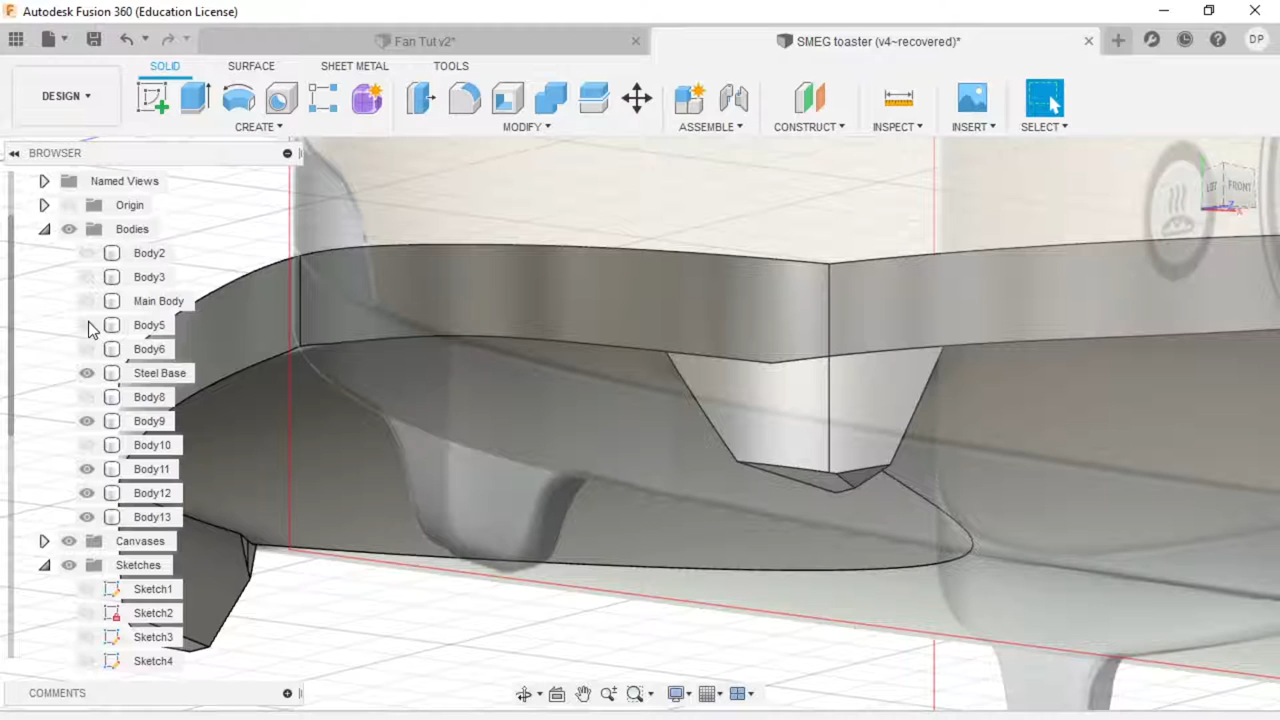 Autodesk Fusion 360 (Education License)
Fan Tut v2*
SMEG toaster (v4~recovered)*
DP
SOLID
SURFACE
SHEET METAL
TOOLS
DESIGN
CREATE
MODIFY
ASSEMBLE
CONSTRUCT
INSPECT
INSERT
SELECT
BROWSER
Named Views
Origin
Bodies
Body2
Body3
Main Body
Body5
Body6
Steel Base
Body8
Body9
Body10
Body11
Body12
Body13
Canvases
Sketches
Sketch1
Sketch2
Sketch3
Sketch4
FRONT
COMMENTS